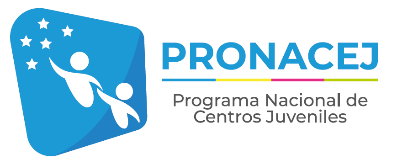 PRONACEJ
Programa Nacional de
Centros Juveniles